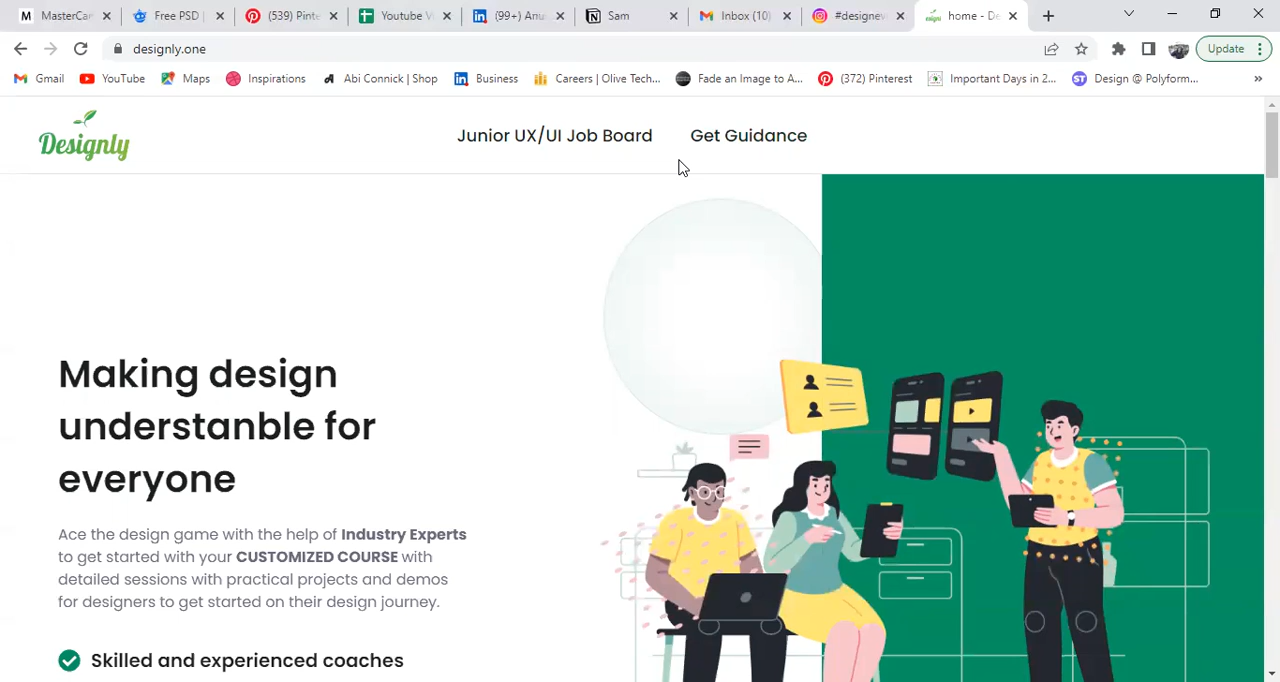 MasterCar
Free PSD |
(539) Pinte
Youtube V
(99+) Anu
Sam
Inbox (10)
#designev
home - De
designly.one
Update
Gmail
YouTube
Maps
Inspirations
Abi Connick | Shop
Business
Careers | Olive Tech...
Fade an Image to A...
(372) Pinterest
Important Days in 2...
Design @ Polyform...
Designly
Junior UX/UI Job Board
Get Guidance
Making design
understanble for
everyone
Ace the design game with the help of Industry Experts
to get started with your CUSTOMIZED COURSE with
detailed sessions with practical projects and demos
for designers to get started on their design journey.
Skilled and experienced coaches